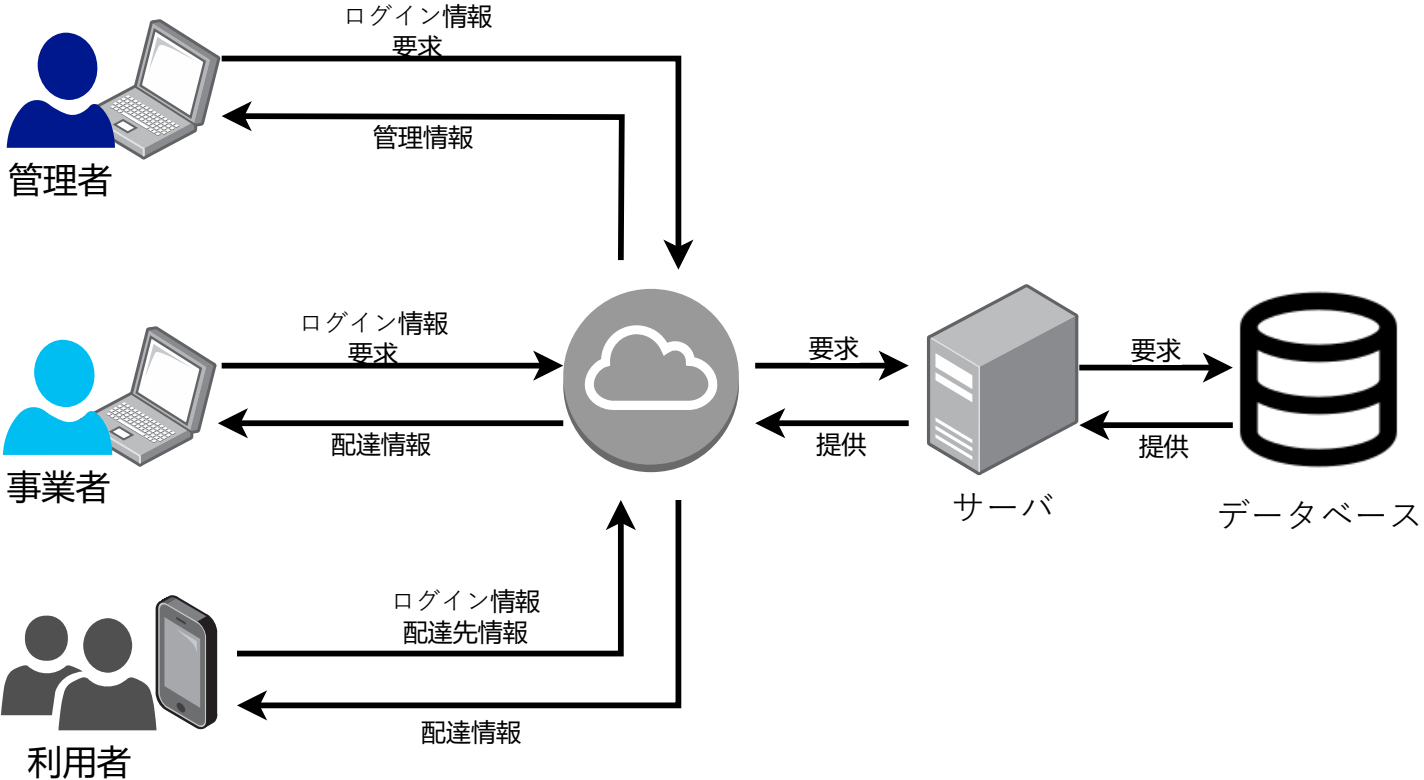 ログイン情報
要求
管理情報
管理者
ログイン情報
要求
配達情報
事業者
要求
提供
サーバ
要求
提供
データベース
ログイン情報
配達先情報
配達情報
利用者